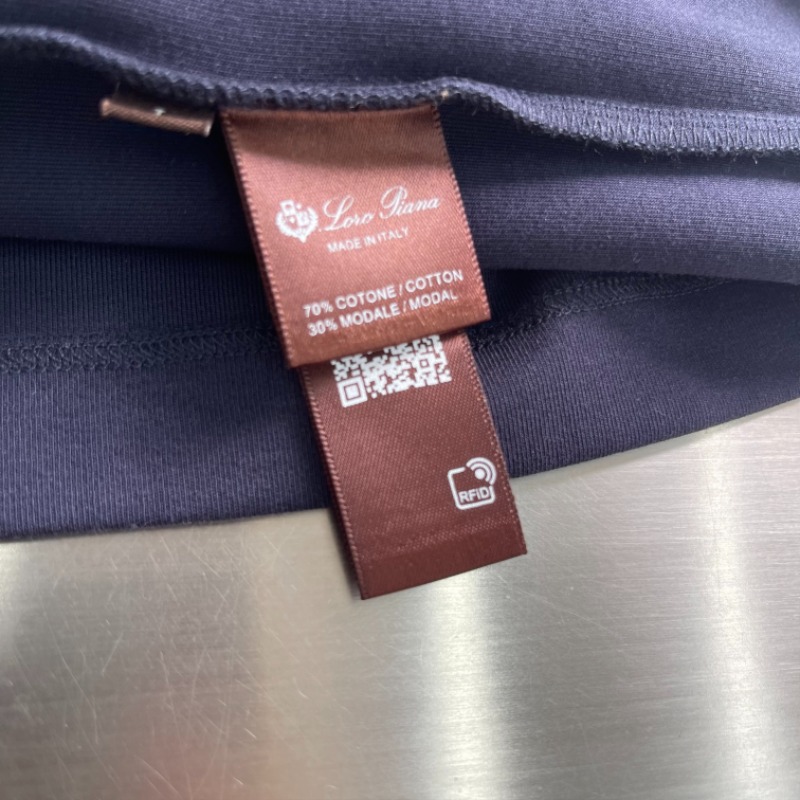 Loro Piana
MADE IN ITALY
70% COTONE / COTTON
30% MODALE / MODAL
RFID